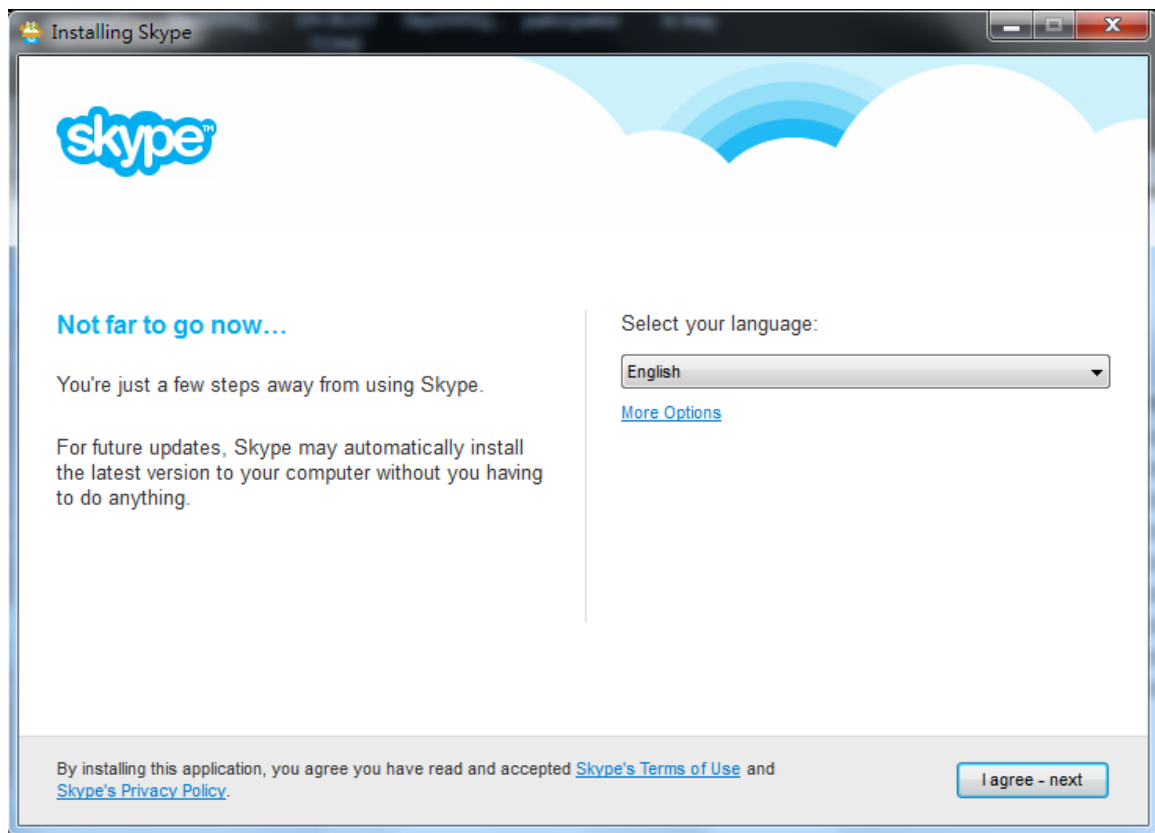 Installing Skype
skype™
Not far to go now...
You're just a few steps away from using Skype.
For future updates, Skype may automatically install
the latest version to your computer without you having
to do anything.
Select your language:
English
More Options
By installing this application, you agree you have read and accepted Skype's Terms of Use and
Skype's Privacy Policy.
I agree - next